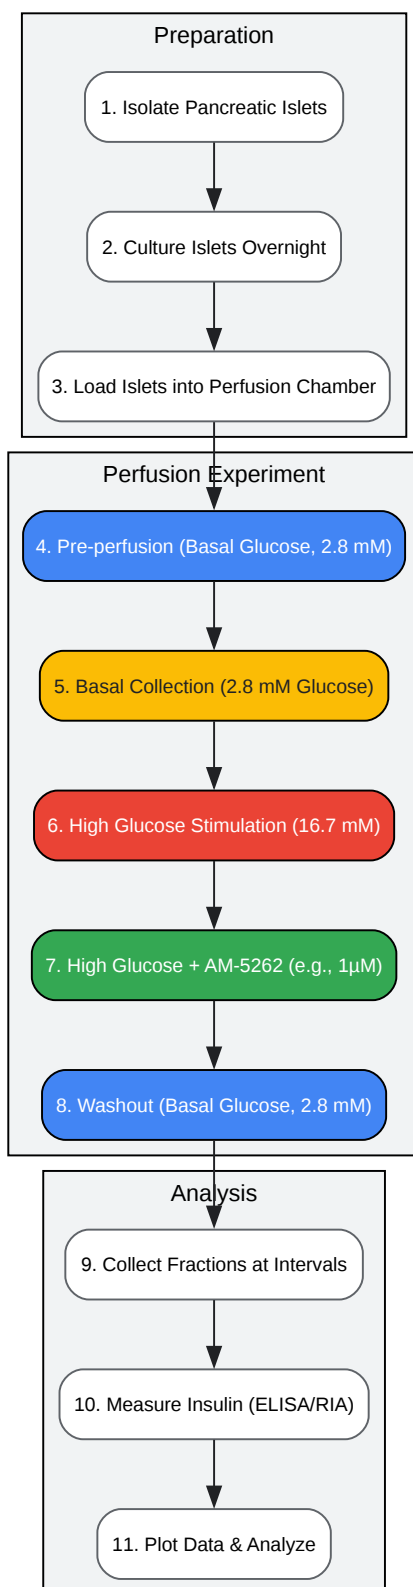 Preparation
1. Isolate Pancreatic Islets
2. Culture Islets Overnight
3. Load Islets into Perfusion Chamber
Perfusion Experiment
4. Pre-perfusion (Basal Glucose, 2.8 mM)
5. Basal Collection (2.8 mM Glucose)
6. High Glucose Stimulation (16.7 mM)
7. High Glucose + AM-5262 (e.g., 1µM)
8. Washout (Basal Glucose, 2.8 mM)
Analysis
9. Collect Fractions at Intervals
10. Measure Insulin (ELISA/RIA)
11. Plot Data & Analyze